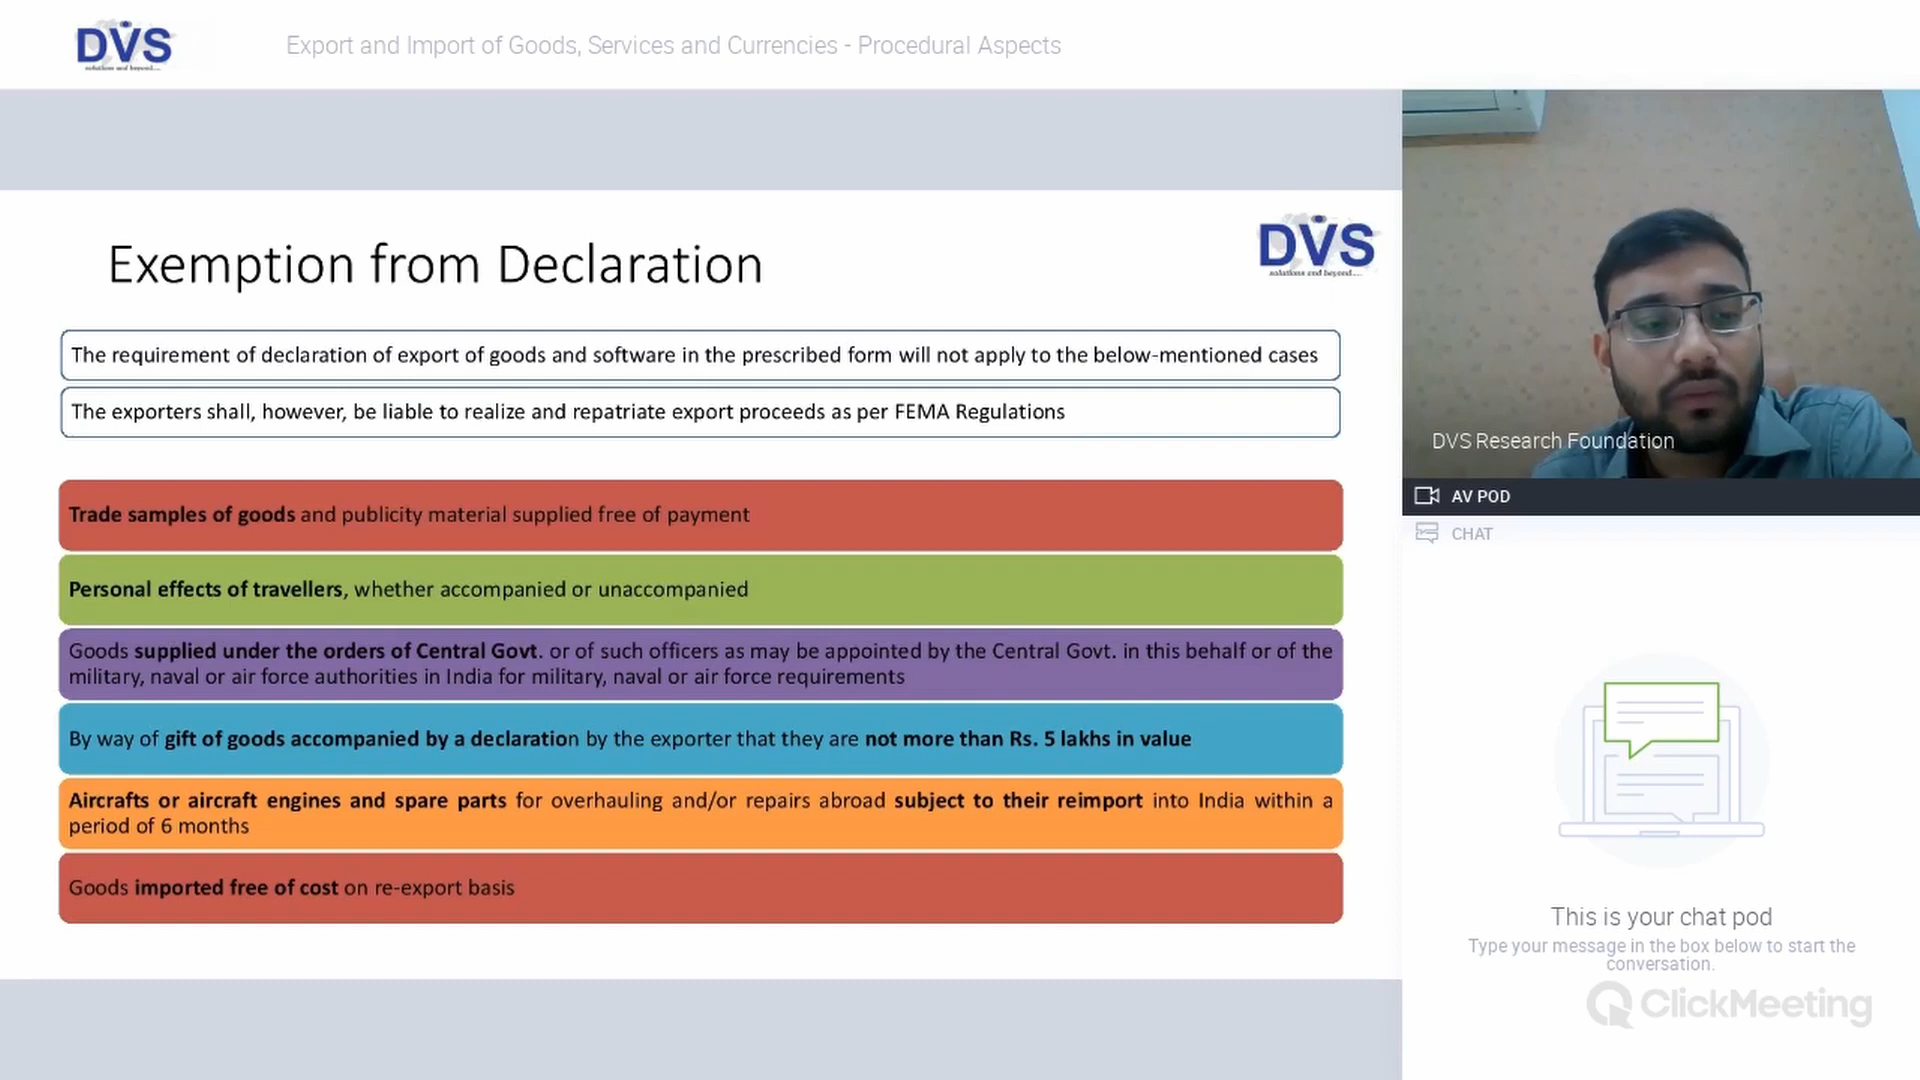 DVS
solutions and beyond....
Export and Import of Goods, Services and Currencies - Procedural Aspects
Exemption from Declaration
DVS
solutions and beyond....
The requirement of declaration of export of goods and software in the prescribed form will not apply to the below-mentioned cases
The exporters shall, however, be liable to realize and repatriate export proceeds as per FEMA Regulations
Trade samples of goods and publicity material supplied free of payment
Personal effects of travellers, whether accompanied or unaccompanied
Goods supplied under the orders of Central Govt. or of such officers as may be appointed by the Central Govt. in this behalf or of the
military, naval or air force authorities in India for military, naval or air force requirements
By way of gift of goods accompanied by a declaration by the exporter that they are not more than Rs. 5 lakhs in value
Aircrafts or aircraft engines and spare parts for overhauling and/or repairs abroad subject to their reimport into India within a
period of 6 months
Goods imported free of cost on re-export basis
DVS Research Foundation
AV POD
CHAT
This is your chat pod
Type your message in the box below to start the
conversation.
ClickMeeting